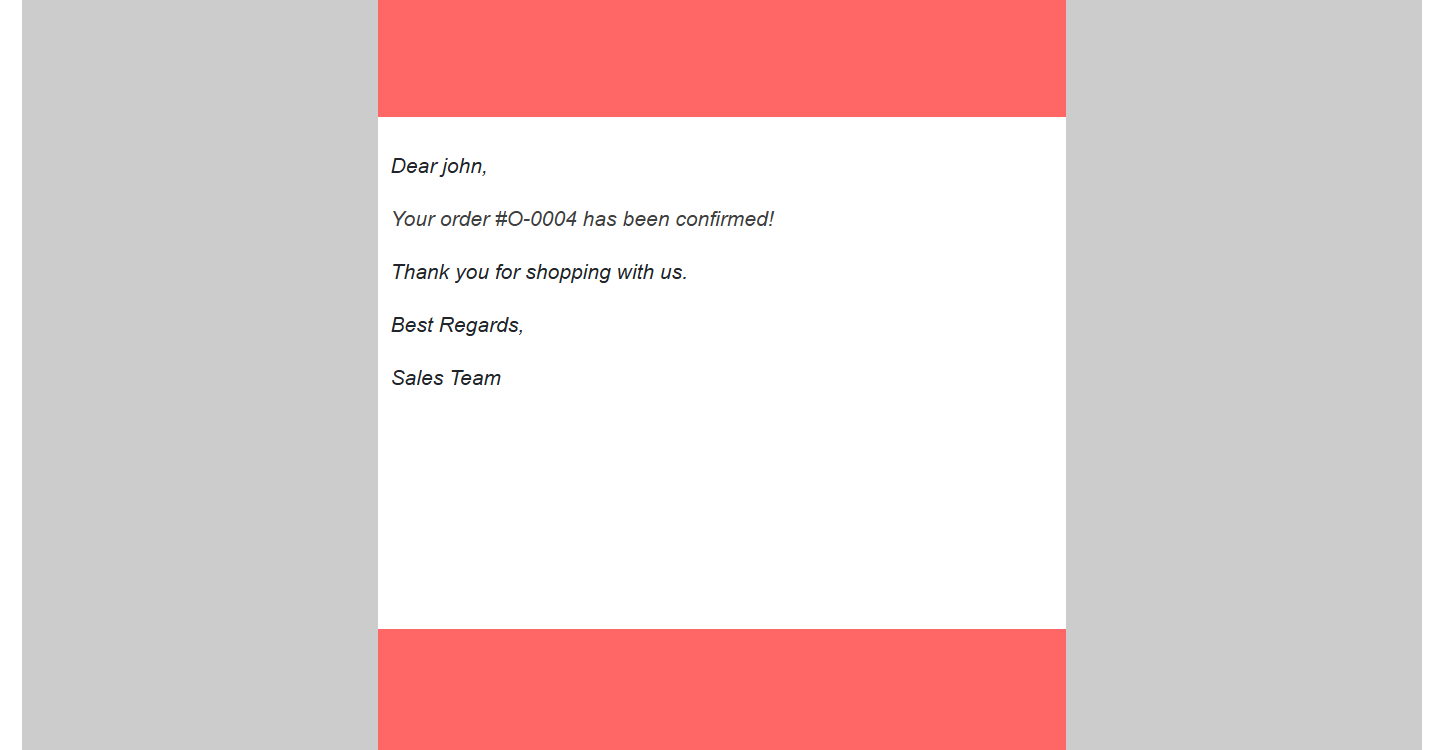 Dear john,
Your order #O-0004 has been confirmed!
Thank you for shopping with us.
Best Regards,
Sales Team